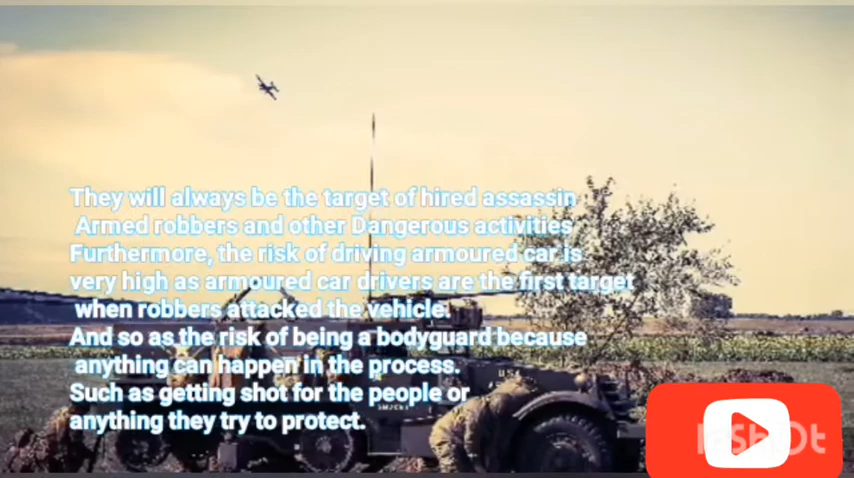 They will always be the target of hired assassin
Armed robbers and other Dangerous activities
Furthermore, the risk of driving armoured car is
very high as armoured car drivers are the first target
when robbers attacked the vehicle.
And so as the risk of being a bodyguard because
anything can happen in the process.
Such as getting shot for the people or
anything they try to protect.
USA
InShOt